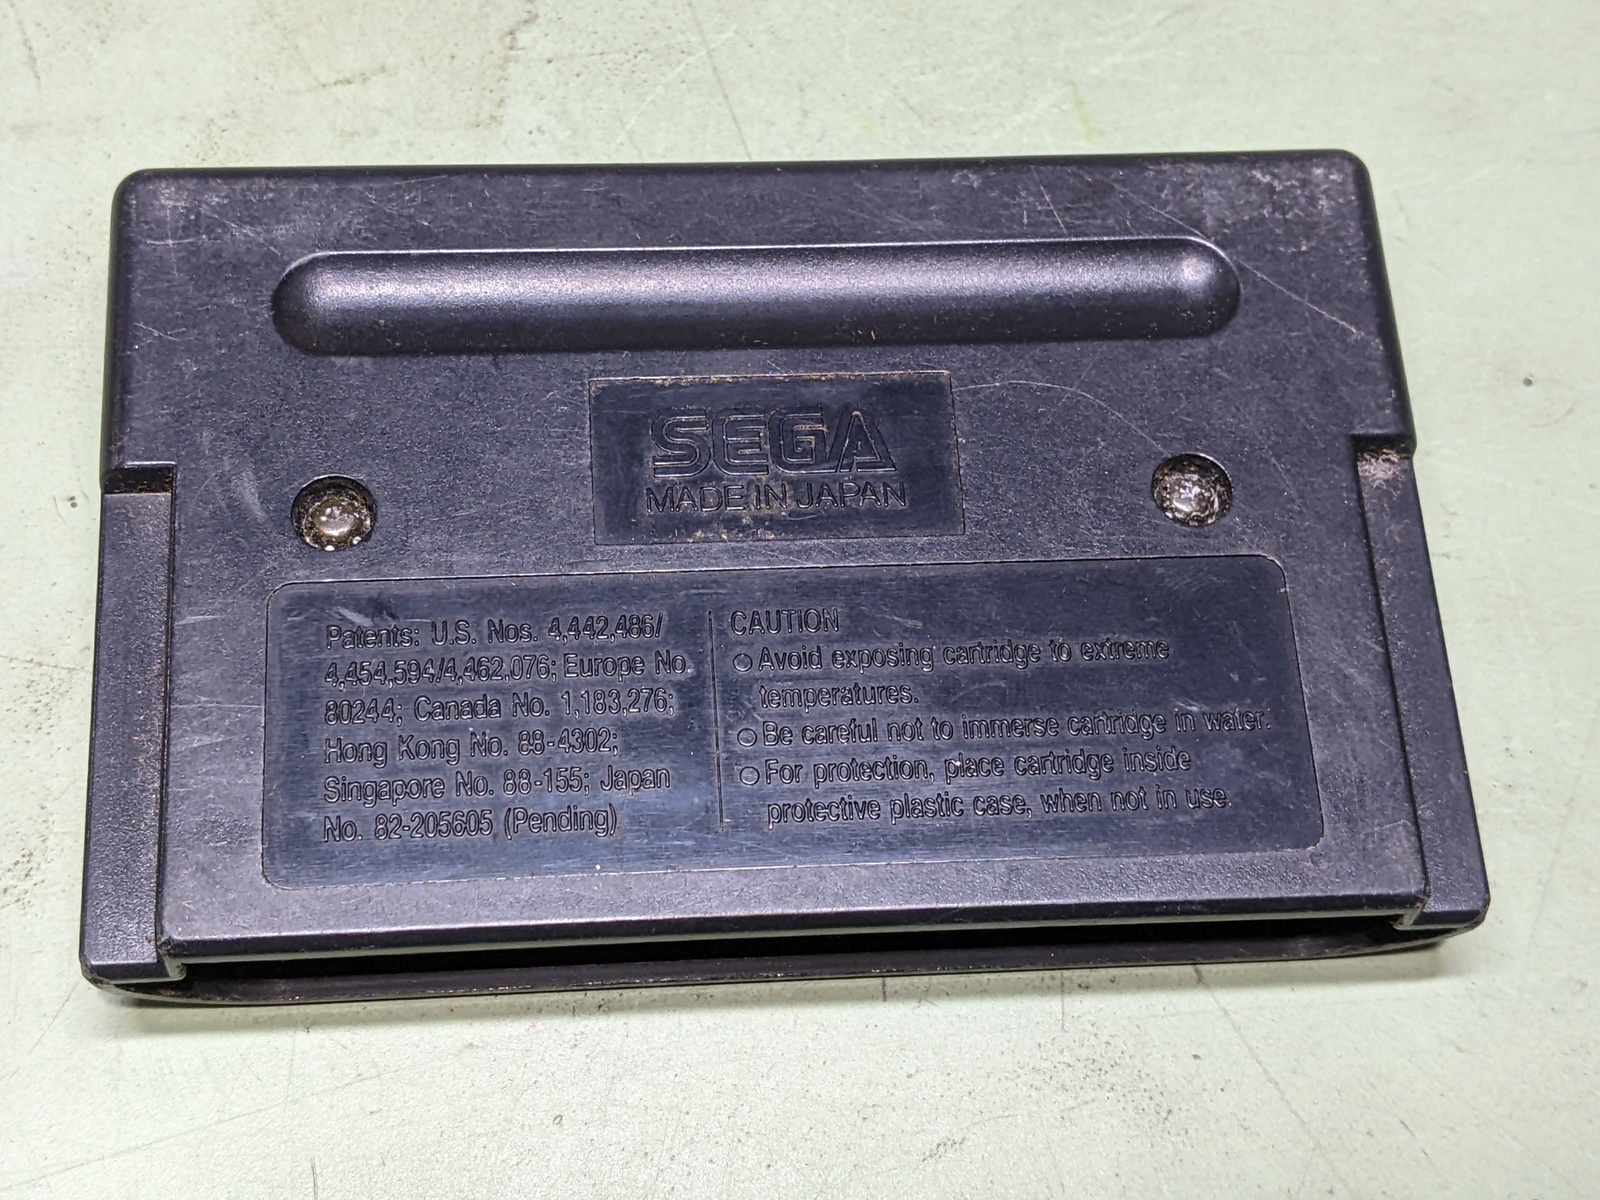 SEGA
MADE IN JAPAN
Patents: U.S. Nos. 4,442,486/
4,454,594/4,462,076; Europe No.
80244; Canada No. 1,183,276;
Hong Kong No. 88-4302;
Singapore No. 88-155; Japan
No. 82-205605 (Pending)
CAUTION
○ Avoid exposing cartridge to extreme
temperatures.
○ Be careful not to immerse cartridge in water.
○ For protection, place cartridge inside
protective plastic case, when not in use.